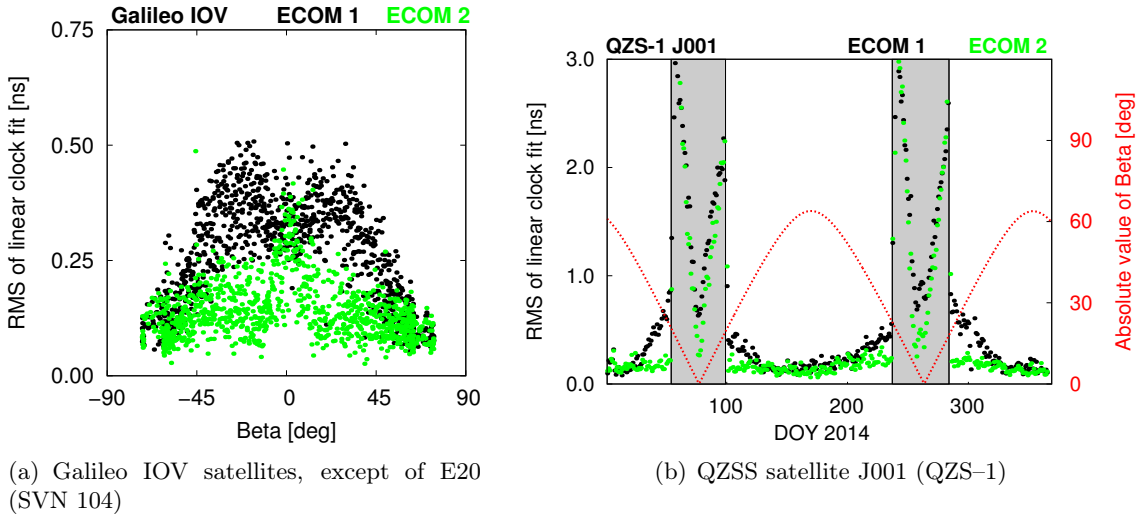 Galileo IOV ECOM 1 ECOM 2
RMS of linear clock fit [ns]
0.75
0.50
0.25
0.00
−90 −45 0 45 90
Beta [deg]
(a) Galileo IOV satellites, except of E20
(SVN 104)
QZS−1 J001 ECOM 1 ECOM 2
RMS of linear clock fit [ns]
3.0
2.0
1.0
0.0
90
60
30
0
Absolute value of Beta [deg]
100 200 300
DOY 2014
(b) QZSS satellite J001 (QZS–1)